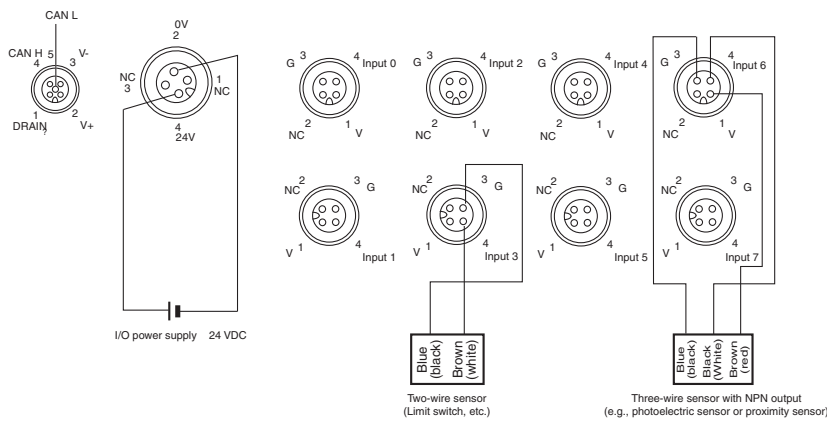 CAN L
CAN H 5 V-
4 3
1 2
DRAIN V+
?
0V
2
NC
3
1
NC
4
24V
I/O power supply 24 VDC
G 3 4 Input 0
NC 2 1 V
G 3 4 Input 2
NC 2 1 V
G 3 4 Input 4
NC 2 1 V
G 3 4 Input 6
NC 2 1 V
NC 2 3 G
V 1 4 Input 1
NC 2 3 G
V 1 4 Input 3
NC 2 3 G
V 1 4 Input 5
NC 2 3 G
V 1 4 Input 7
Blue
(black)
Brown
(white)
Two-wire sensor
(Limit switch, etc.)
Blue
(black)
Black
(White)
Brown
(red)
Three-wire sensor with NPN output
(e.g., photoelectric sensor or proximity sensor)